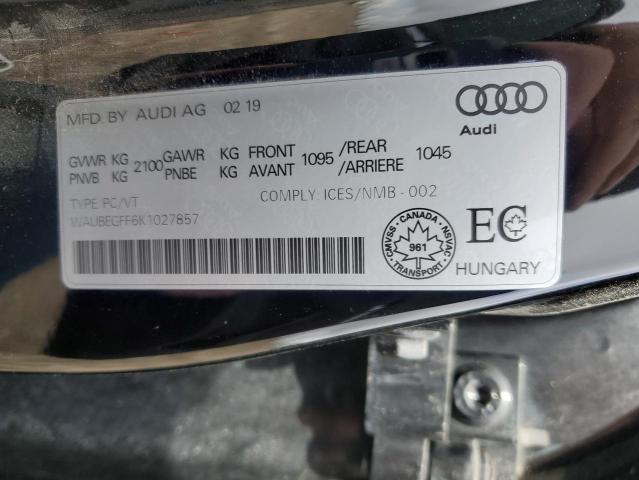 MFD. BY AUDI AG 02 19
Audi
GVWR KG 2100 GAWR KG FRONT 1095 /REAR 1045
PNVB KG PNBE KG AVANT /ARRIERE
COMPLY: ICES/NMB - 002
TYPE: PC/VT
WAUBEGFF6K1027857
CMVSS - CANADA - NSVAC
961
TRANSPORT
EC
HUNGARY